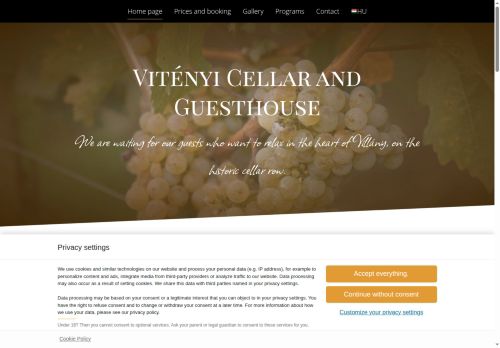 Home page Prices and booking Gallery Programs Contact HU
Vitényi Cellar and
Guesthouse
We are waiting for our guests who want to relax in the heart of Villány, on the
historic cellar row.
Privacy settings
We use cookies and similar technologies on our website and process your personal data (e.g. IP address), for example to
personalize content and ads, integrate media from third-party providers or analyze traffic to our website. Data processing
may also occur as a result of setting cookies. We share this data with third parties named in your privacy settings.
Data processing may be based on your consent or a legitimate interest that you can object to in your privacy settings. You
have the right to refuse consent and to change or withdraw your consent at a later time. For more information about how
we use your data, please see our privacy policy.
Under 16? Then you cannot consent to optional services. Ask your parent or legal guardian to consent to these services for you.
Accept everything.
Continue without consent
Customize your privacy settings
Cookie Policy